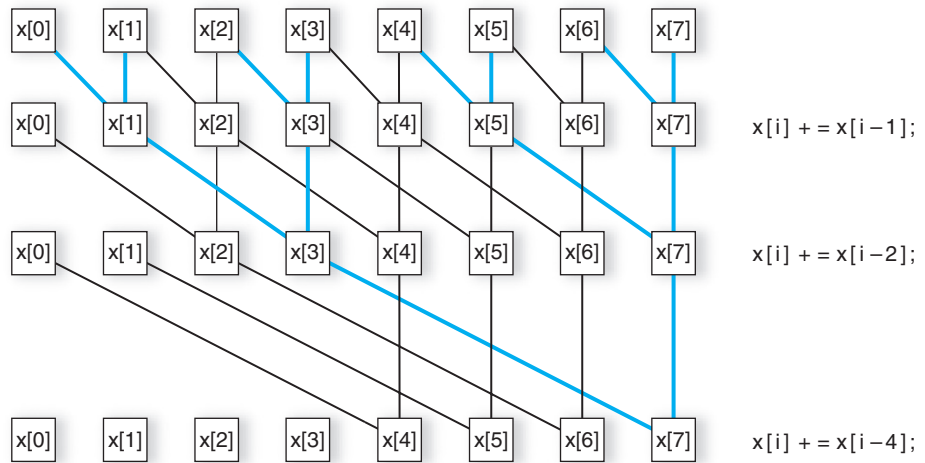 x[0] x[1] x[2] x[3] x[4] x[5] x[6] x[7]
x[0] x[1] x[2] x[3] x[4] x[5] x[6] x[7] x[i] += x[i-1];
x[0] x[1] x[2] x[3] x[4] x[5] x[6] x[7] x[i] += x[i-2];
x[0] x[1] x[2] x[3] x[4] x[5] x[6] x[7] x[i] += x[i-4];